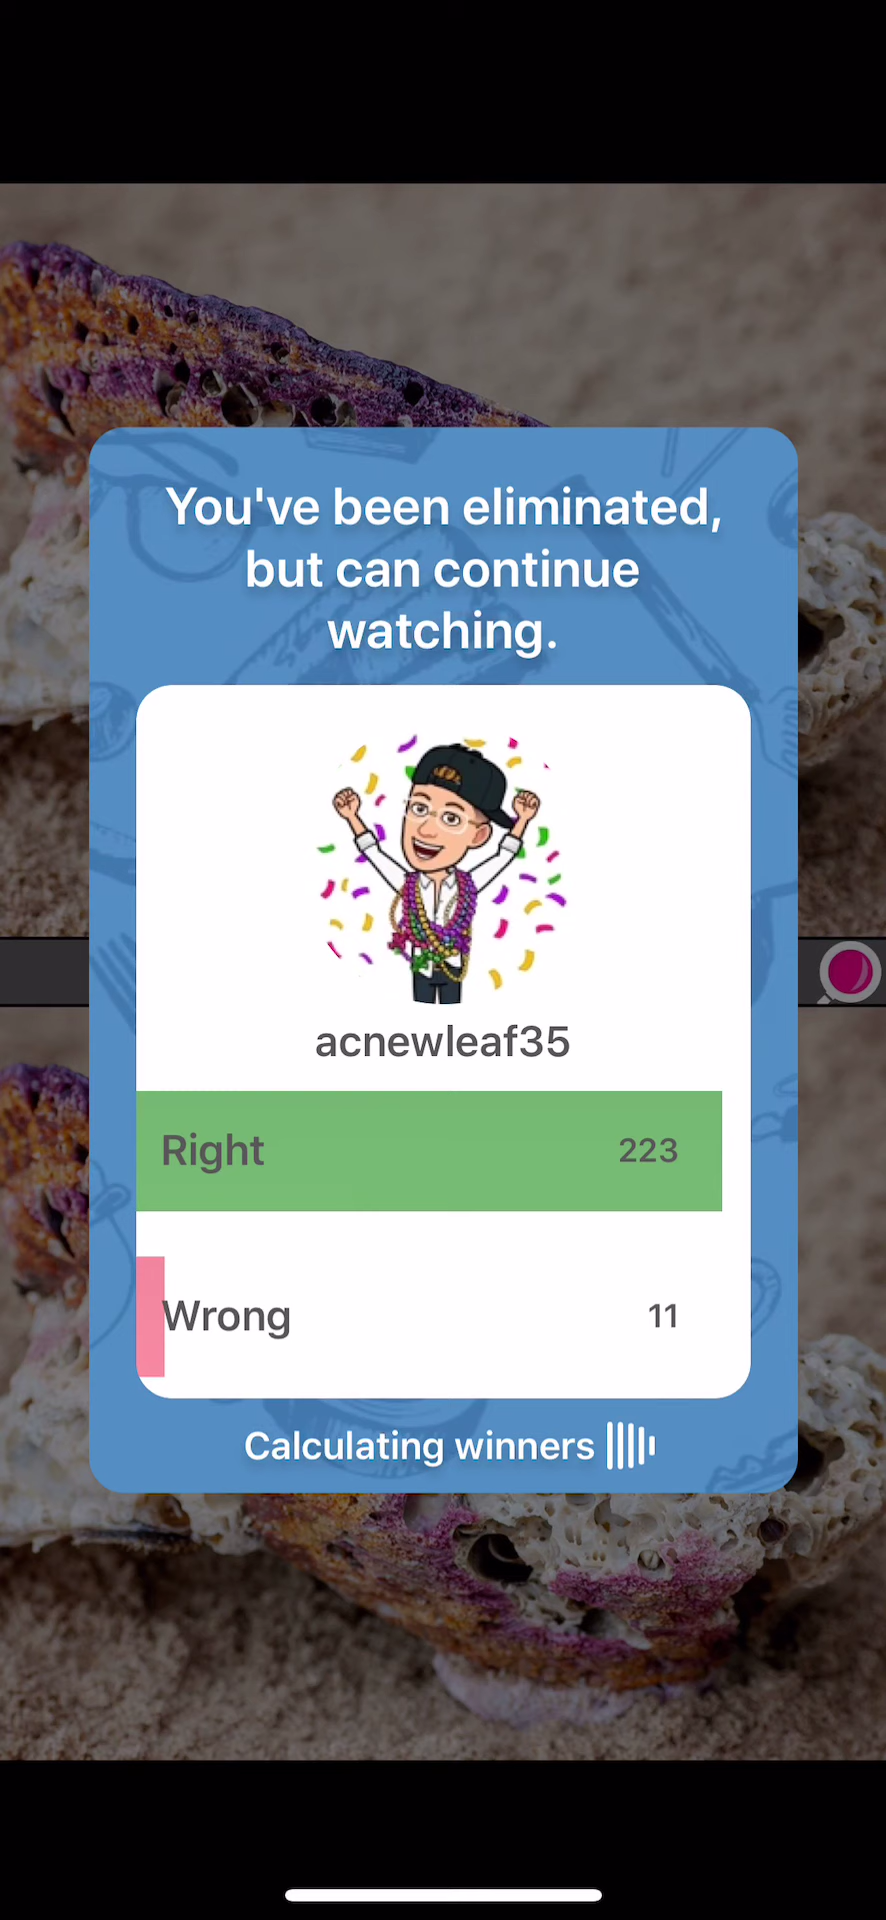 You've been eliminated,
but can continue
watching.
acnewleaf35
Right 223
Wrong 11
Calculating winners